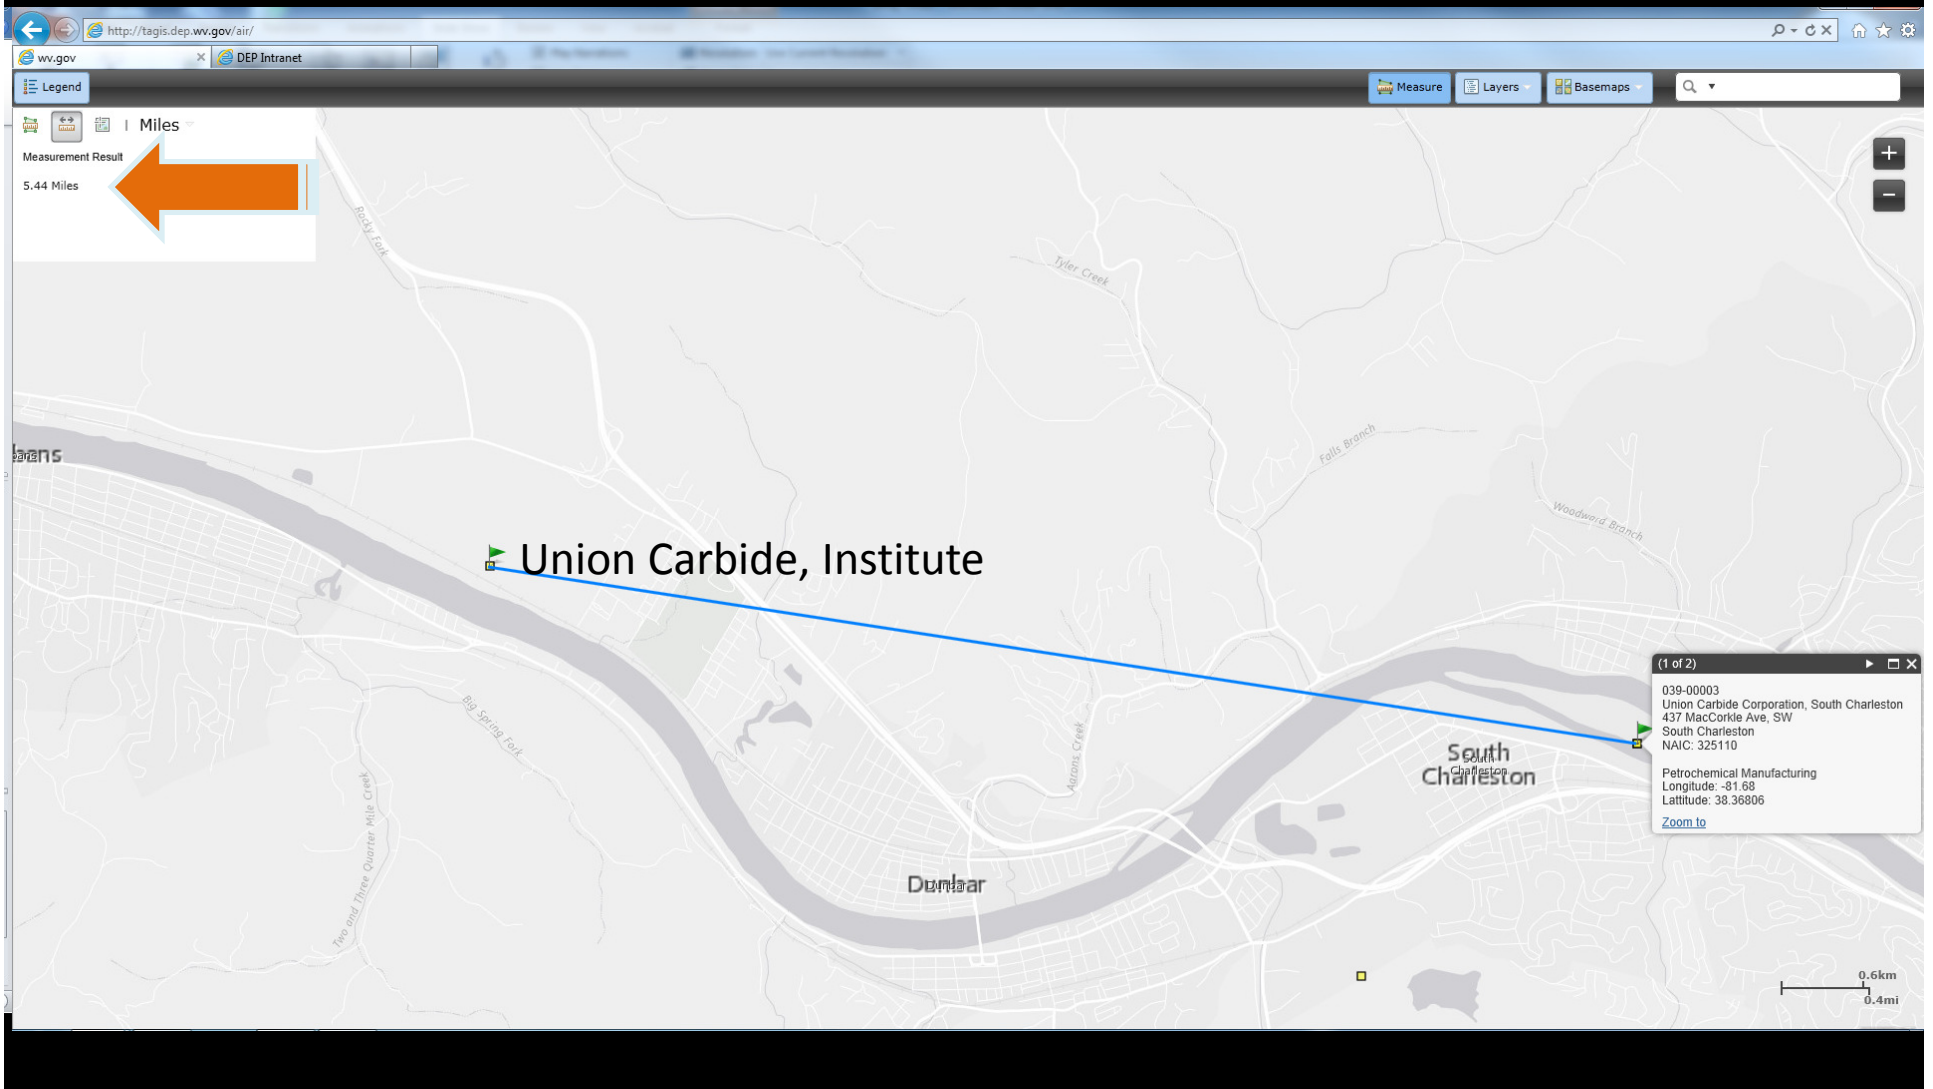 http://tagis.dep.wv.gov/air/
wv.gov
DEP Intranet
Legend
Measure
Layers
Basemaps
Miles
Measurement Result
5.44 Miles
Rocky Fork
Tyler Creek
Falls Branch
Woodward Branch
Union Carbide, Institute
Big Spring Fork
Aarons Creek
Two and Three Quarter Mile Creek
South
Charleston
South
Charleston
Dunbar
Dunbar
(1 of 2)
039-00003
Union Carbide Corporation, South Charleston
437 MacCorkle Ave, SW
South Charleston
NAIC: 325110
Petrochemical Manufacturing
Longitude: -81.68
Lattitude: 38.36806
Zoom to
0.6km
0.4mi